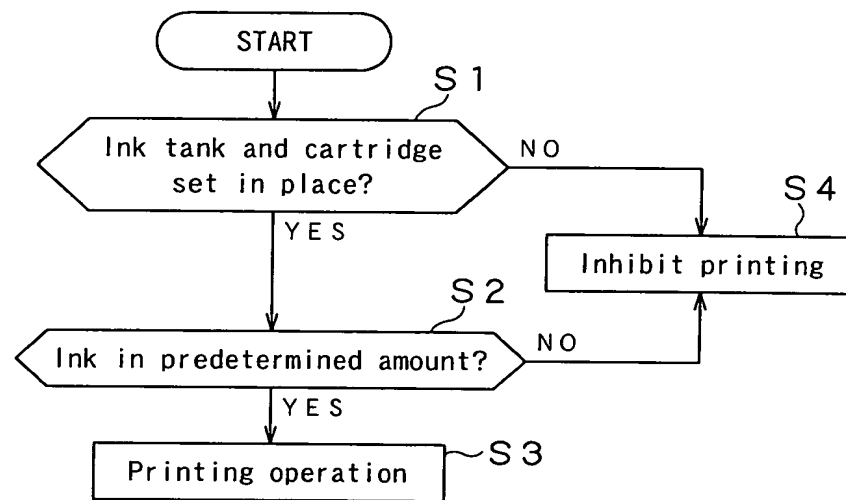 START
S1
Ink tank and cartridge
set in place?
NO
YES
S4
Inhibit printing
S2
Ink in predetermined amount?
NO
YES
S3
Printing operation